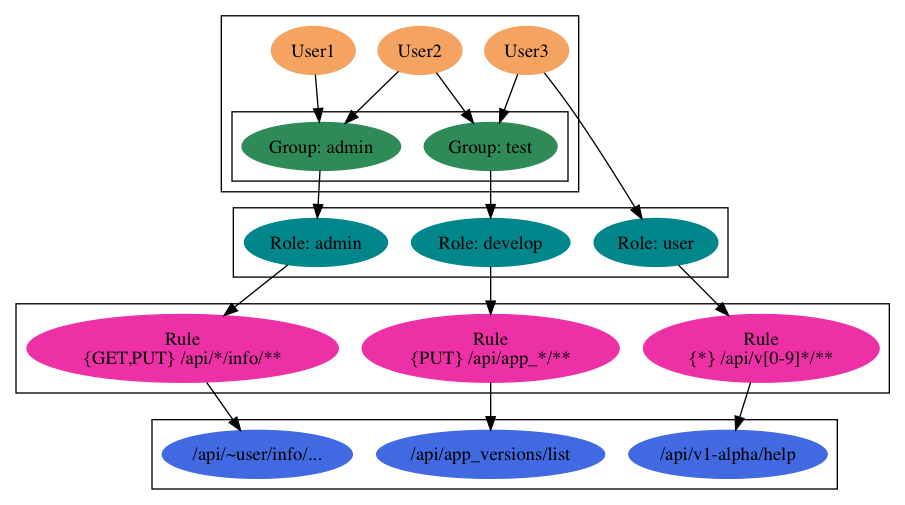 User1
User2
User3
Group: admin
Group: test
Role: admin
Role: develop
Role: user
Rule
{GET,PUT} /api/*/info/**
Rule
{PUT} /api/app_*/**
Rule
{*} /api/v[0-9]*/**
/api/~user/info/...
/api/app_versions/list
/api/v1-alpha/help